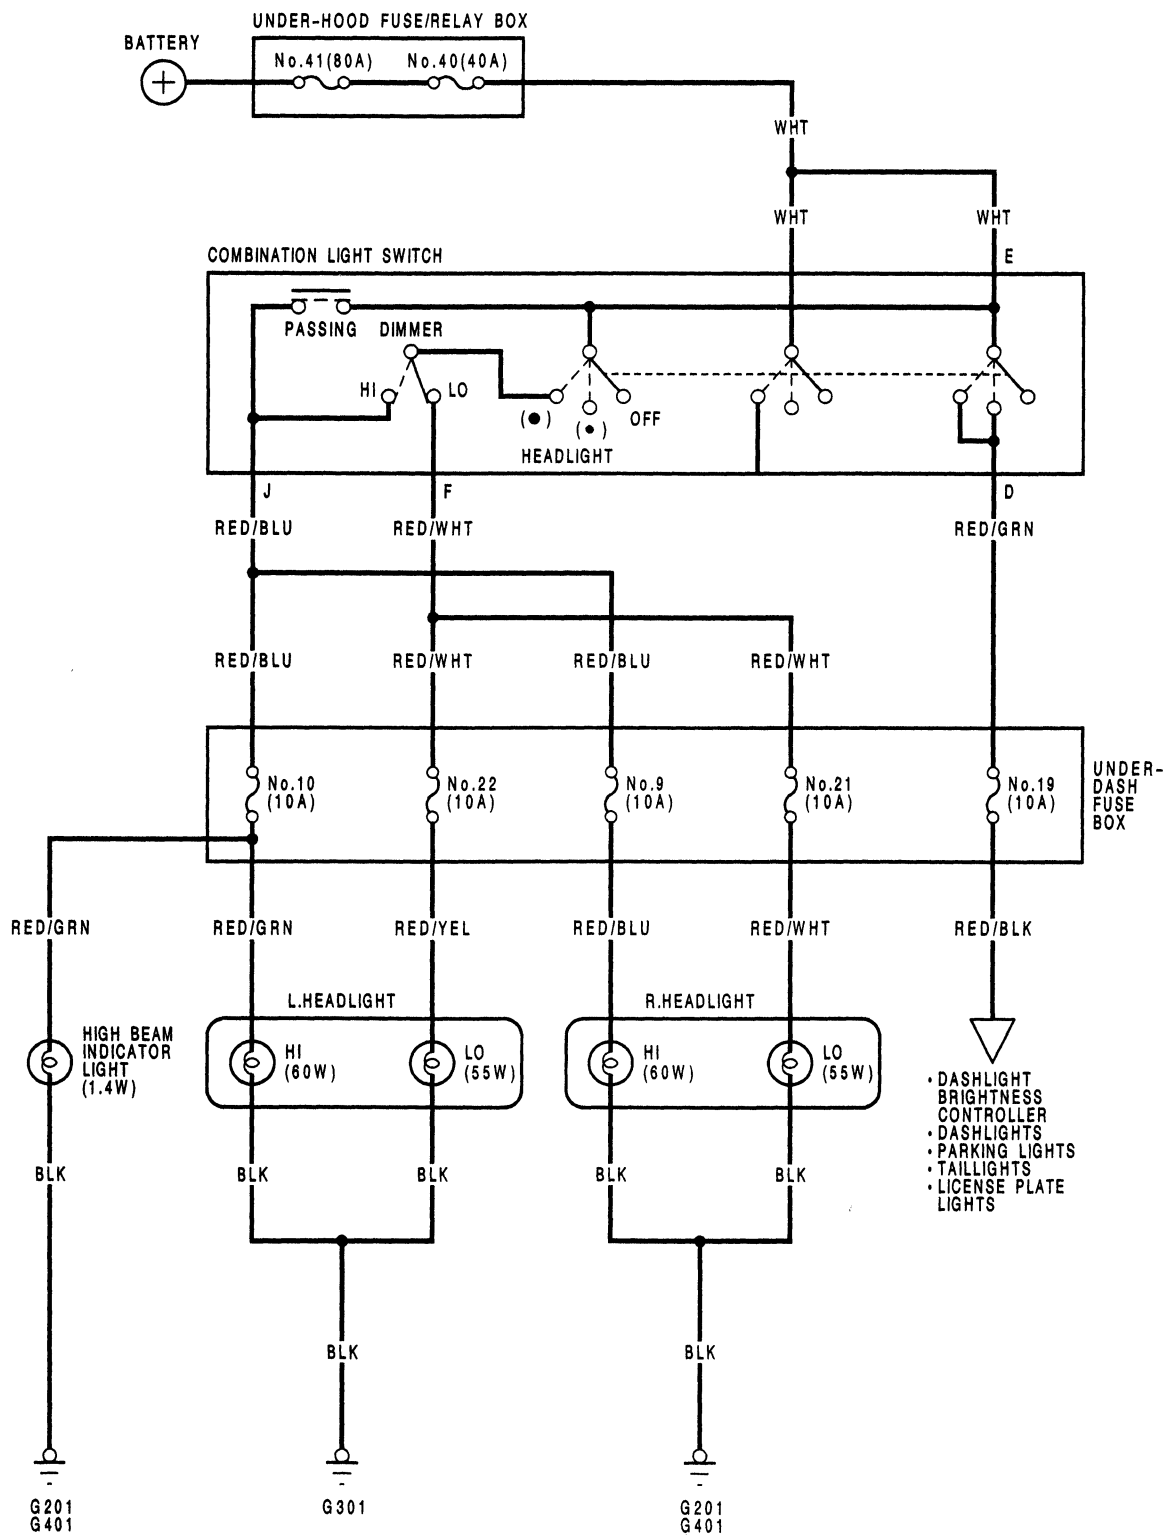 UNDER-HOOD FUSE/RELAY BOX
BATTERY
No.41(80A) No.40(40A)
WHT
WHT WHT
COMBINATION LIGHT SWITCH E
PASSING DIMMER
HI LO
OFF
HEADLIGHT
J F D
RED/BLU RED/WHT RED/GRN
RED/BLU RED/WHT RED/BLU RED/WHT
No.10
(10A)
No.22
(10A)
No.9
(10A)
No.21
(10A)
No.19
(10A)
UNDER-
DASH
FUSE
BOX
RED/GRN RED/GRN RED/YEL RED/BLU RED/WHT RED/BLK
L.HEADLIGHT R.HEADLIGHT
HIGH BEAM
INDICATOR
LIGHT
(1.4W)
HI
(60W)
LO
(55W)
HI
(60W)
LO
(55W)
• DASHLIGHT
BRIGHTNESS
CONTROLLER
• DASHLIGHTS
• PARKING LIGHTS
• TAILLIGHTS
• LICENSE PLATE
LIGHTS
BLK BLK BLK BLK BLK
BLK BLK
G201
G401
G301
G201
G401